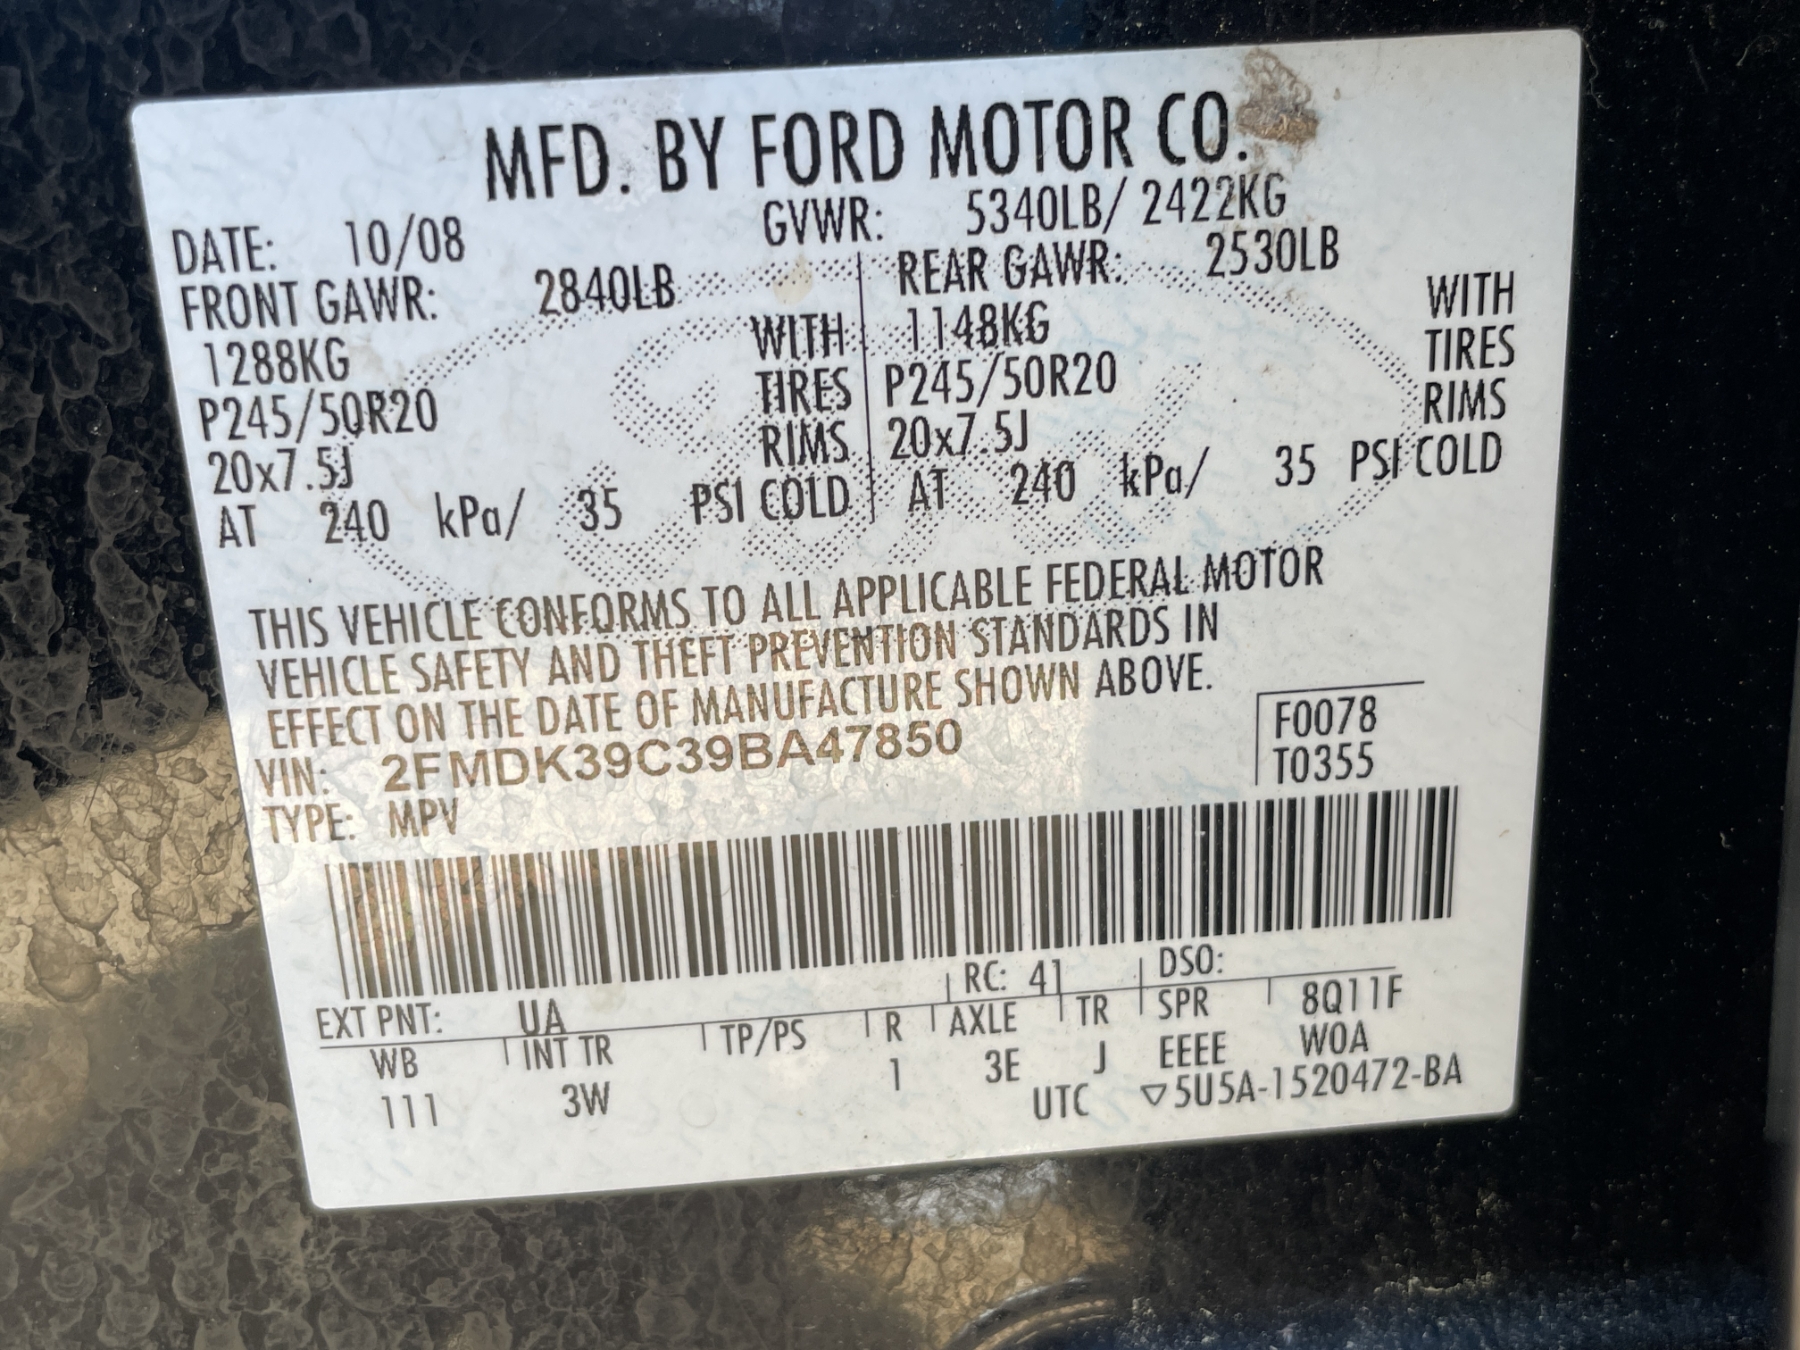 MFD. BY FORD MOTOR CO.
DATE: 10/08 GVWR: 5340LB/ 2422KG
FRONT GAWR: 2840LB REAR GAWR: 2530LB
1288KG WITH 1148KG WITH
P245/50R20 TIRES P245/50R20 TIRES
20x7.5J RIMS 20x7.5J RIMS
AT 240 kPa/ 35 PSI COLD AT 240 kPa/ 35 PSI COLD
THIS VEHICLE CONFORMS TO ALL APPLICABLE FEDERAL MOTOR
VEHICLE SAFETY AND THEFT PREVENTION STANDARDS IN
EFFECT ON THE DATE OF MANUFACTURE SHOWN ABOVE.
VIN: 2FMDK39C39BA47850 F0078
TYPE: MPV T0355
EXT PNT: UA RC: 41 DSO:
WB INT TR TP/PS R AXLE TR SPR 8Q11F
111 3W 1 3E J EEEE W0A
UTC ▽5U5A-1520472-BA